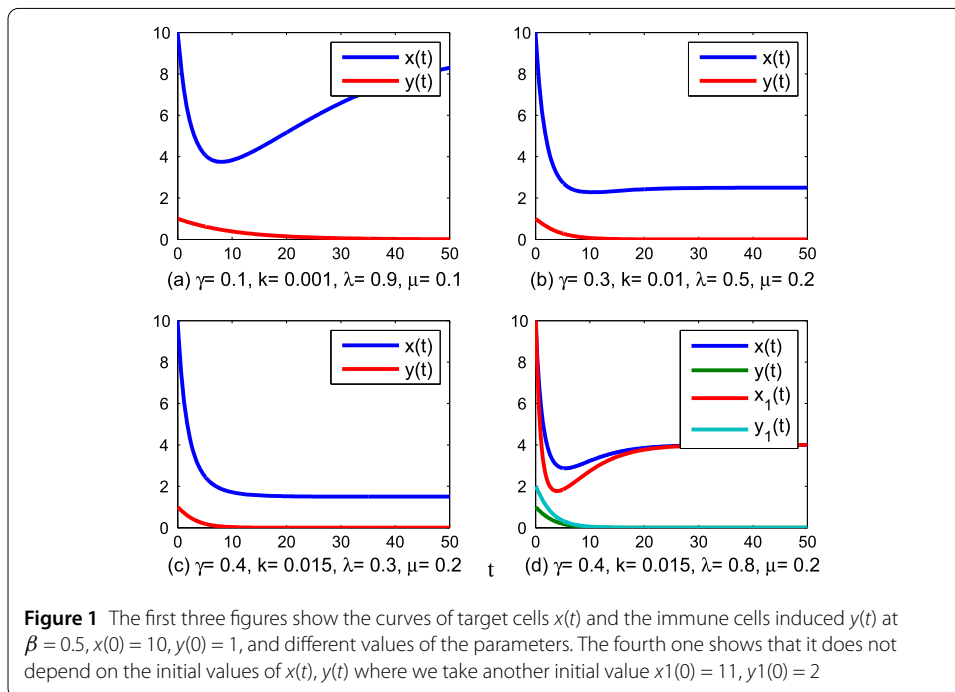 10
8
6
4
2
0
x(t)
y(t)
0 10 20 30 40 50
(a) γ= 0.1, k= 0.001, λ= 0.9, μ= 0.1
10
8
6
4
2
0
x(t)
y(t)
0 10 20 30 40 50
(b) γ= 0.3, k= 0.01, λ= 0.5, μ= 0.2
10
8
6
4
2
0
x(t)
y(t)
0 10 20 30 40 50
(c) γ= 0.4, k= 0.015, λ= 0.3, μ= 0.2
t
10
8
6
4
2
0
x(t)
y(t)
x₁(t)
y₁(t)
0 10 20 30 40 50
(d) γ= 0.4, k= 0.015, λ= 0.8, μ= 0.2
Figure 1 The first three figures show the curves of target cells x(t) and the immune cells induced y(t) at
β = 0.5, x(0) = 10, y(0) = 1, and different values of the parameters. The fourth one shows that it does not
depend on the initial values of x(t), y(t) where we take another initial value x1(0) = 11, y1(0) = 2